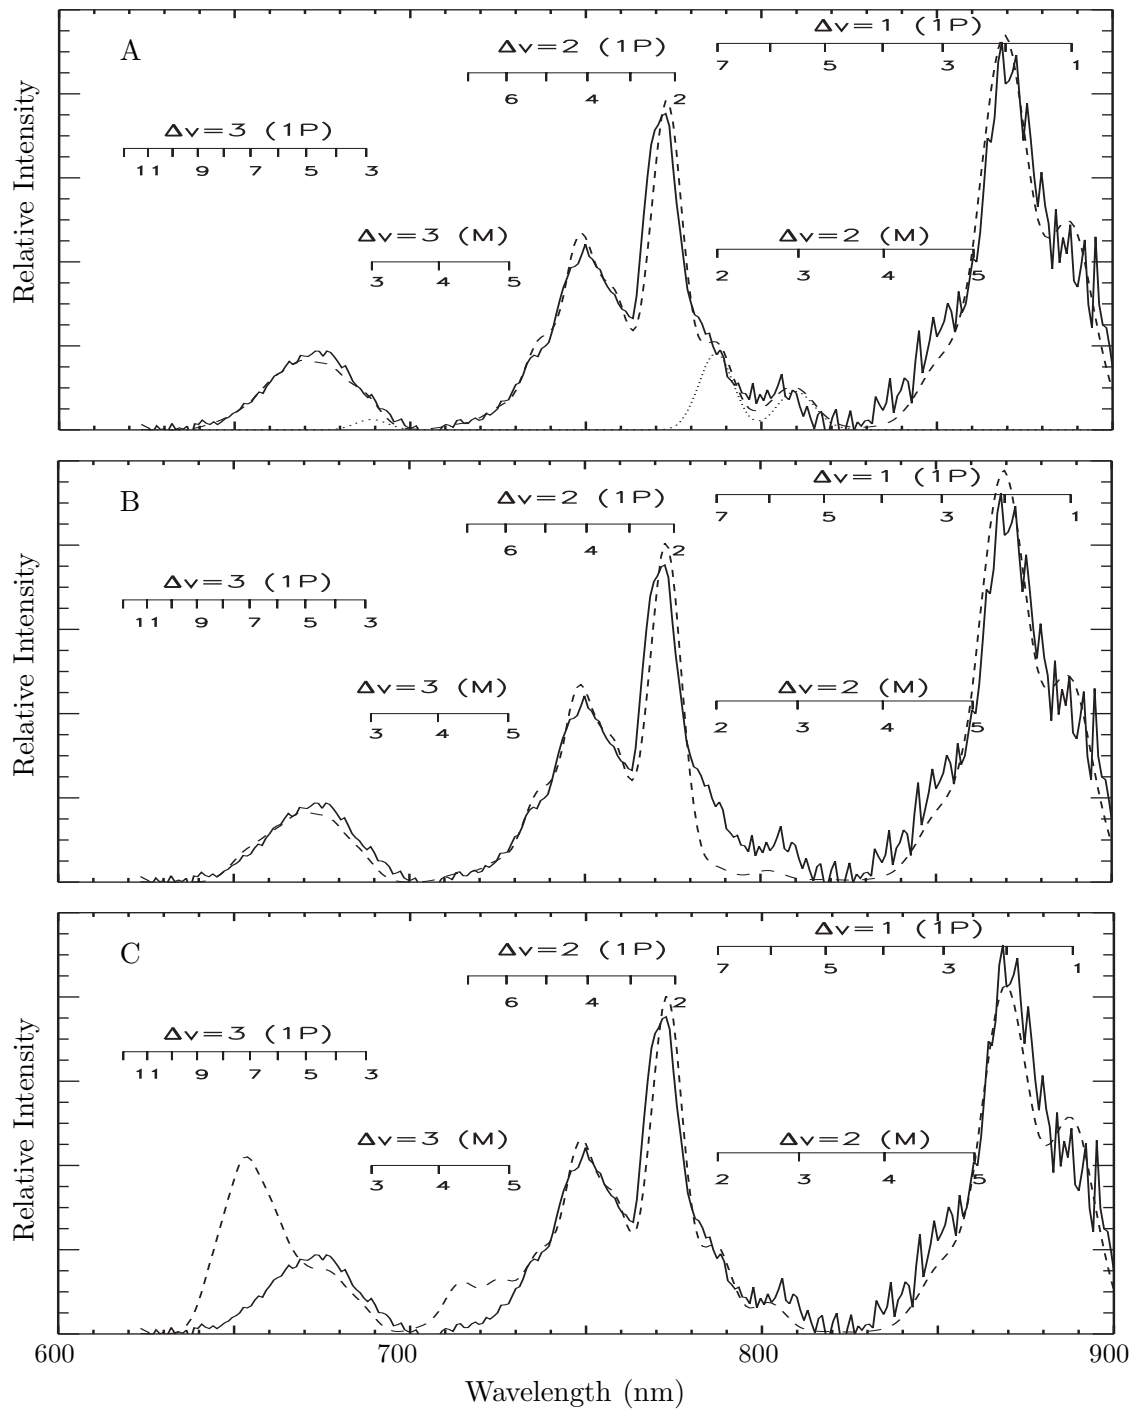 A
Δv=1 (1P)
7 5 3 1
Δv=2 (1P)
6 4 2
Δv=3 (1P)
11 9 7 5 3
Δv=3 (M)
3 4 5
Δv=2 (M)
2 3 4 5
Relative Intensity
B
Δv=1 (1P)
7 5 3 1
Δv=2 (1P)
6 4 2
Δv=3 (1P)
11 9 7 5 3
Δv=3 (M)
3 4 5
Δv=2 (M)
2 3 4 5
Relative Intensity
C
Δv=1 (1P)
7 5 3 1
Δv=2 (1P)
6 4 2
Δv=3 (1P)
11 9 7 5 3
Δv=3 (M)
3 4 5
Δv=2 (M)
2 3 4 5
Relative Intensity
600 700 800 900
Wavelength (nm)